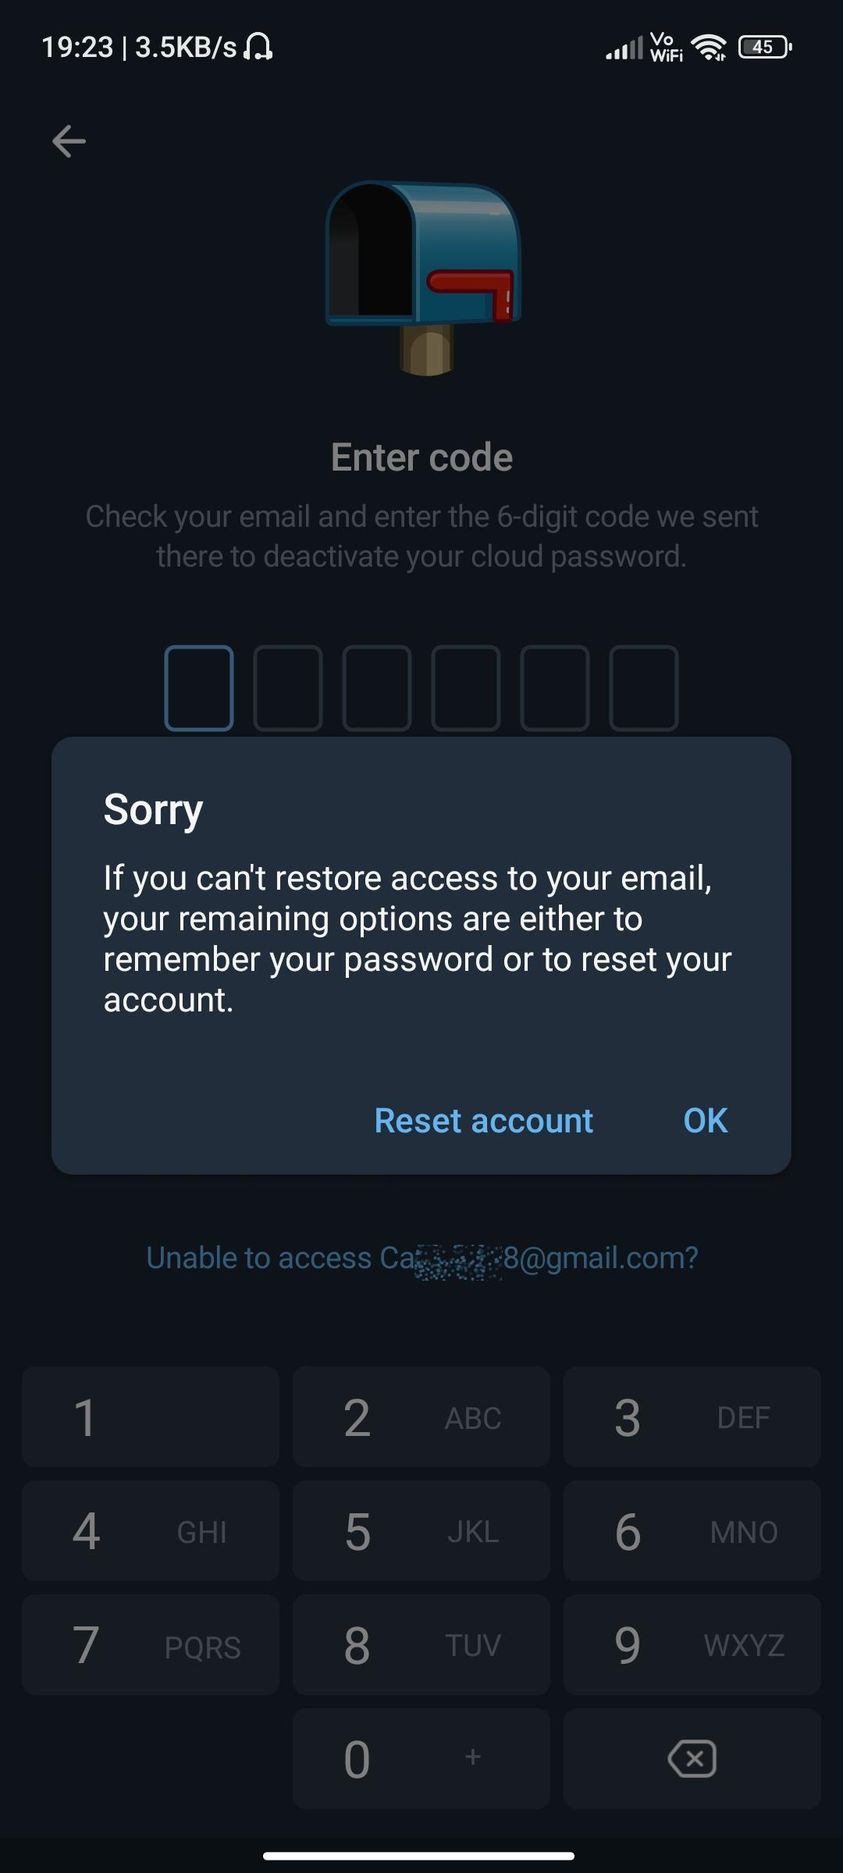 19:23 | 3.5KB/s
Vo
WiFi
45
Enter code
Check your email and enter the 6-digit code we sent
there to deactivate your cloud password.
Sorry
If you can't restore access to your email,
your remaining options are either to
remember your password or to reset your
account.
Reset account OK
Unable to access Ca 8@gmail.com?
1 2 ABC 3 DEF
4 GHI 5 JKL 6 MNO
7 PQRS 8 TUV 9 WXYZ
0 +